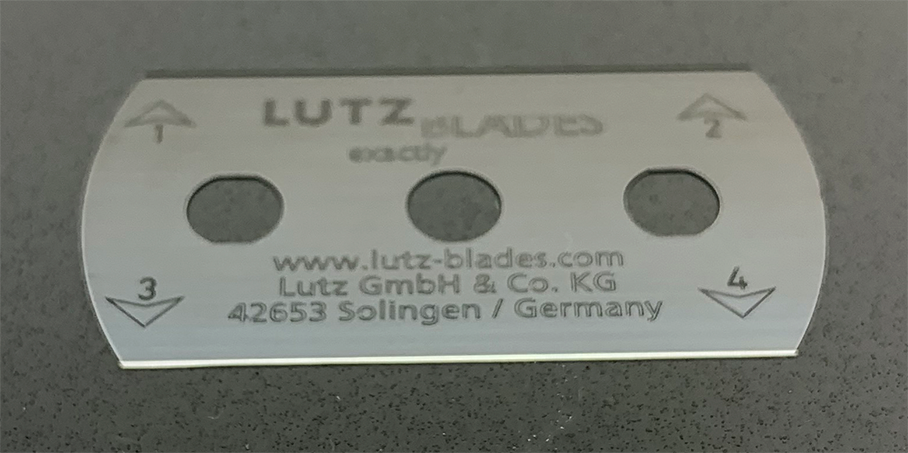 1 LUTZ BLADES 2
exactly
www.lutz-blades.com
3 Lutz GmbH & Co. KG 4
42653 Solingen / Germany